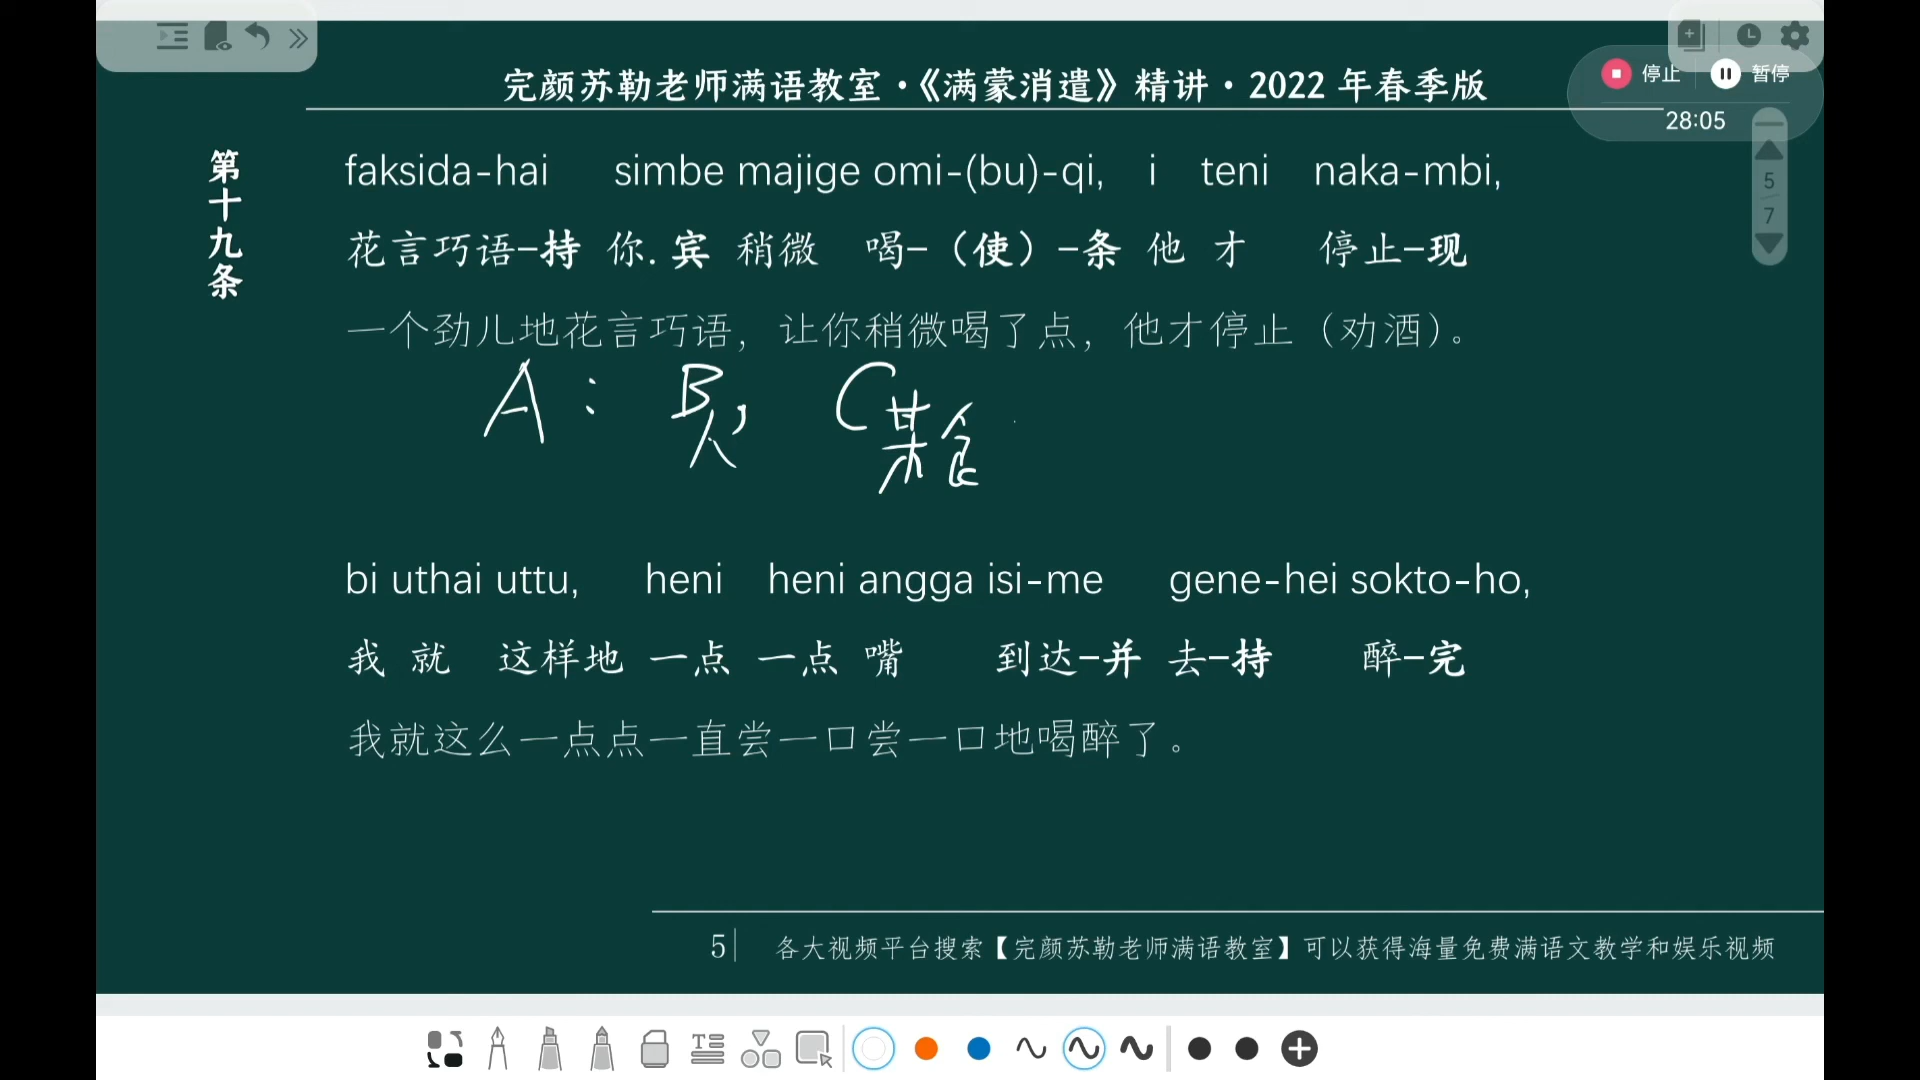 停止 暂停
28:05
完颜苏勒老师满语教室·《满蒙消遣》精讲·2022 年春季版
第十九条
faksida-hai simbe majige omi-(bu)-qi, i teni naka-mbi,
花言巧语-持 你.宾 稍微 喝-（使）-条 他 才 停止-现
一个劲儿地花言巧语，让你稍微喝了点，他才停止（劝酒）。
A： B， C
人 某食
bi uthai uttu, heni heni angga isi-me gene-hei sokto-ho,
我 就 这样地 一点 一点 嘴 到达-并 去-持 醉-完
我就这么一点点一直尝一口尝一口地喝醉了。
5
7
5 各大视频平台搜索【完颜苏勒老师满语教室】可以获得海量免费满语文教学和娱乐视频